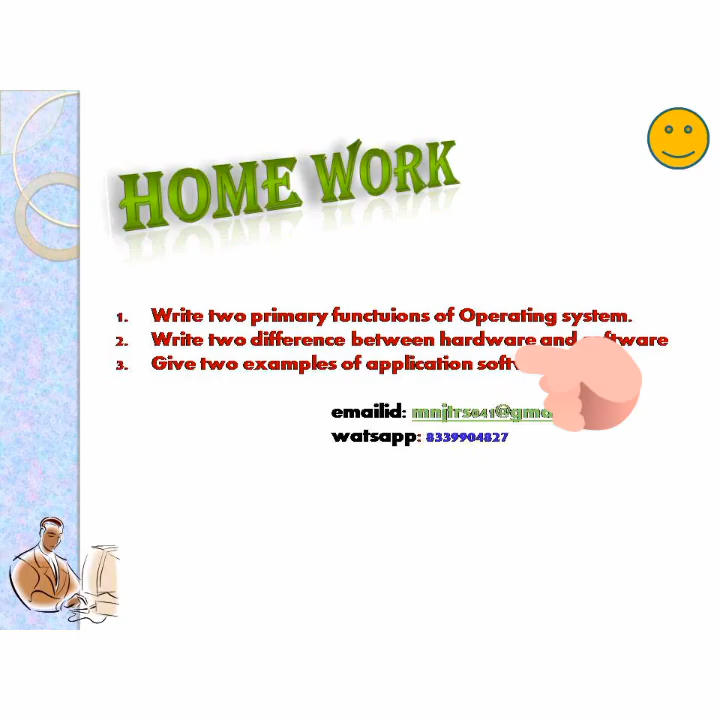 HOME WORK
1. Write two primary functuions of Operating system.
2. Write two difference between hardware and software
3. Give two examples of application
emailid:
watsapp: 8339904827